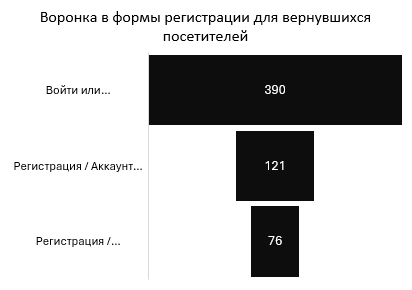 Воронка в формы регистрации для вернувшихся
посетителей
Войти или...
390
Регистрация / Аккаунт...
121
Регистрация /...
76